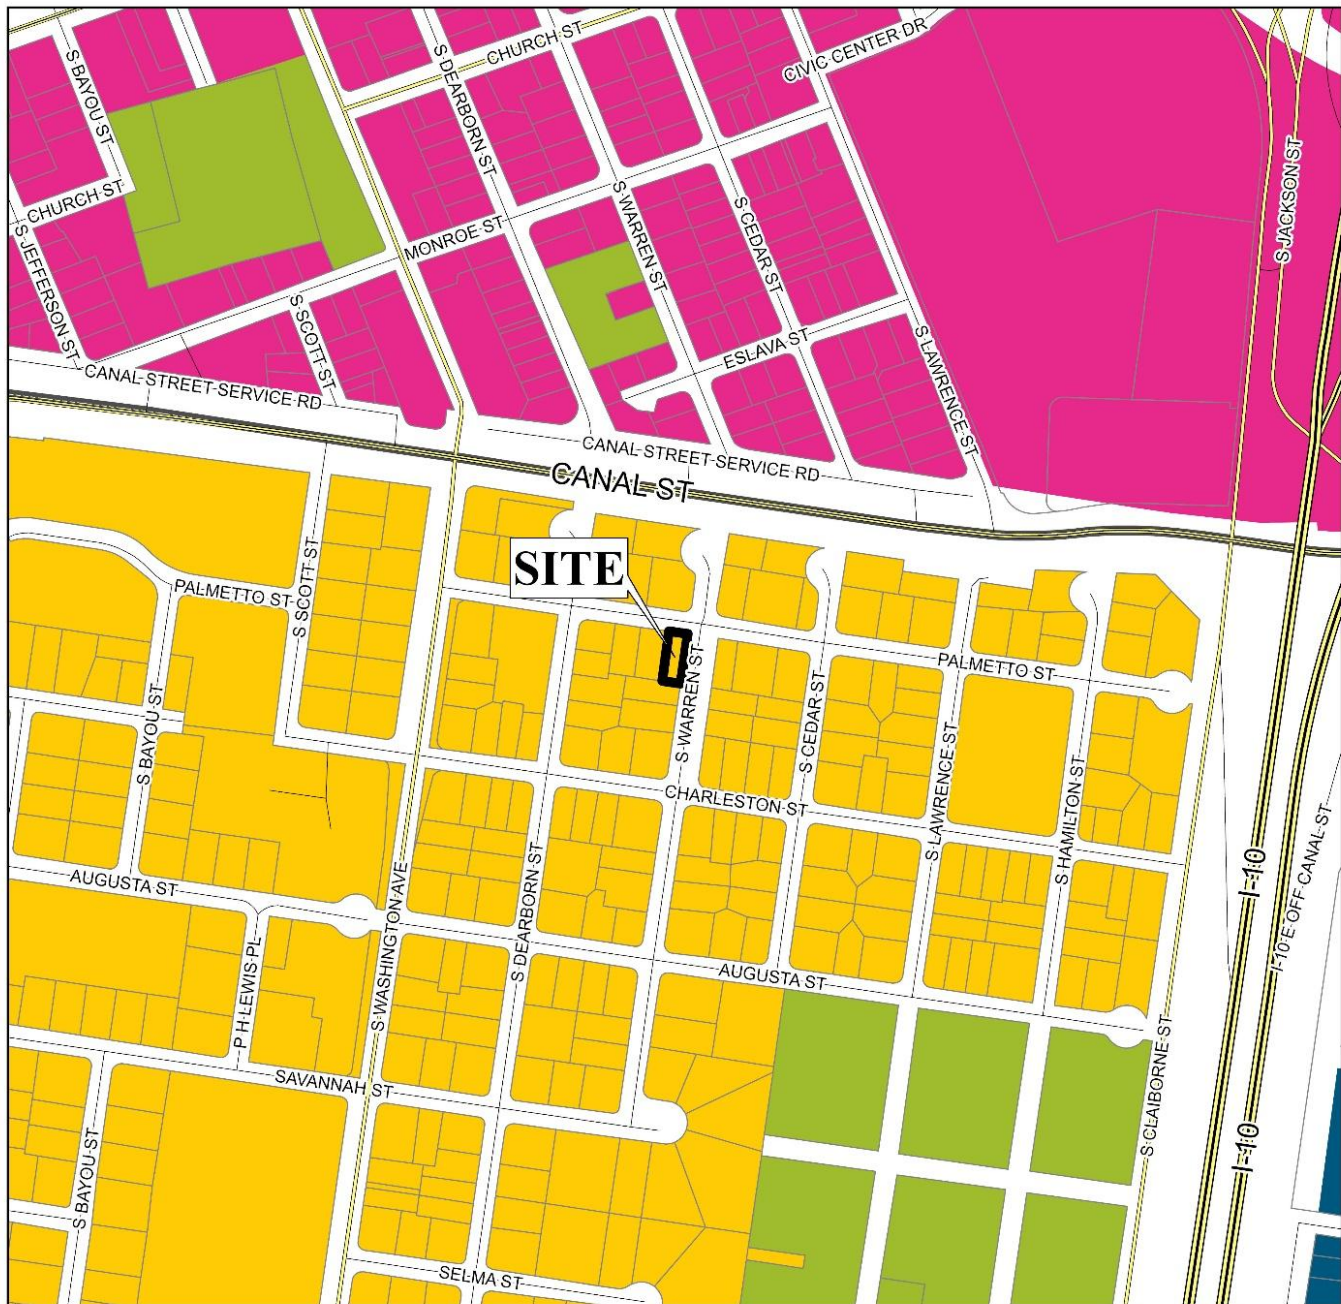 S BAYOU ST
S DEARBORN ST
CHURCH ST
CIVIC CENTER DR
S JACKSON ST
CHURCH ST
S JEFFERSON ST
MONROE ST
S WARREN ST
S CEDAR ST
S SCOTT ST
ESLAVA ST
S LAWRENCE ST
CANAL STREET SERVICE RD
CANAL STREET SERVICE RD
CANAL ST
SITE
PALMETTO ST
S SCOTT ST
PALMETTO ST
S WARREN ST
S BAYOU ST
S CEDAR ST
S LAWRENCE ST
S HAMILTON ST
CHARLESTON ST
I-10
I-10 E OFF CANAL ST
AUGUSTA ST
S WASHINGTON AVE
S DEARBORN ST
P H LEWIS PL
AUGUSTA ST
SAVANNAH ST
S CLAIBORNE ST
I-10
S BAYOU ST
SELMA ST